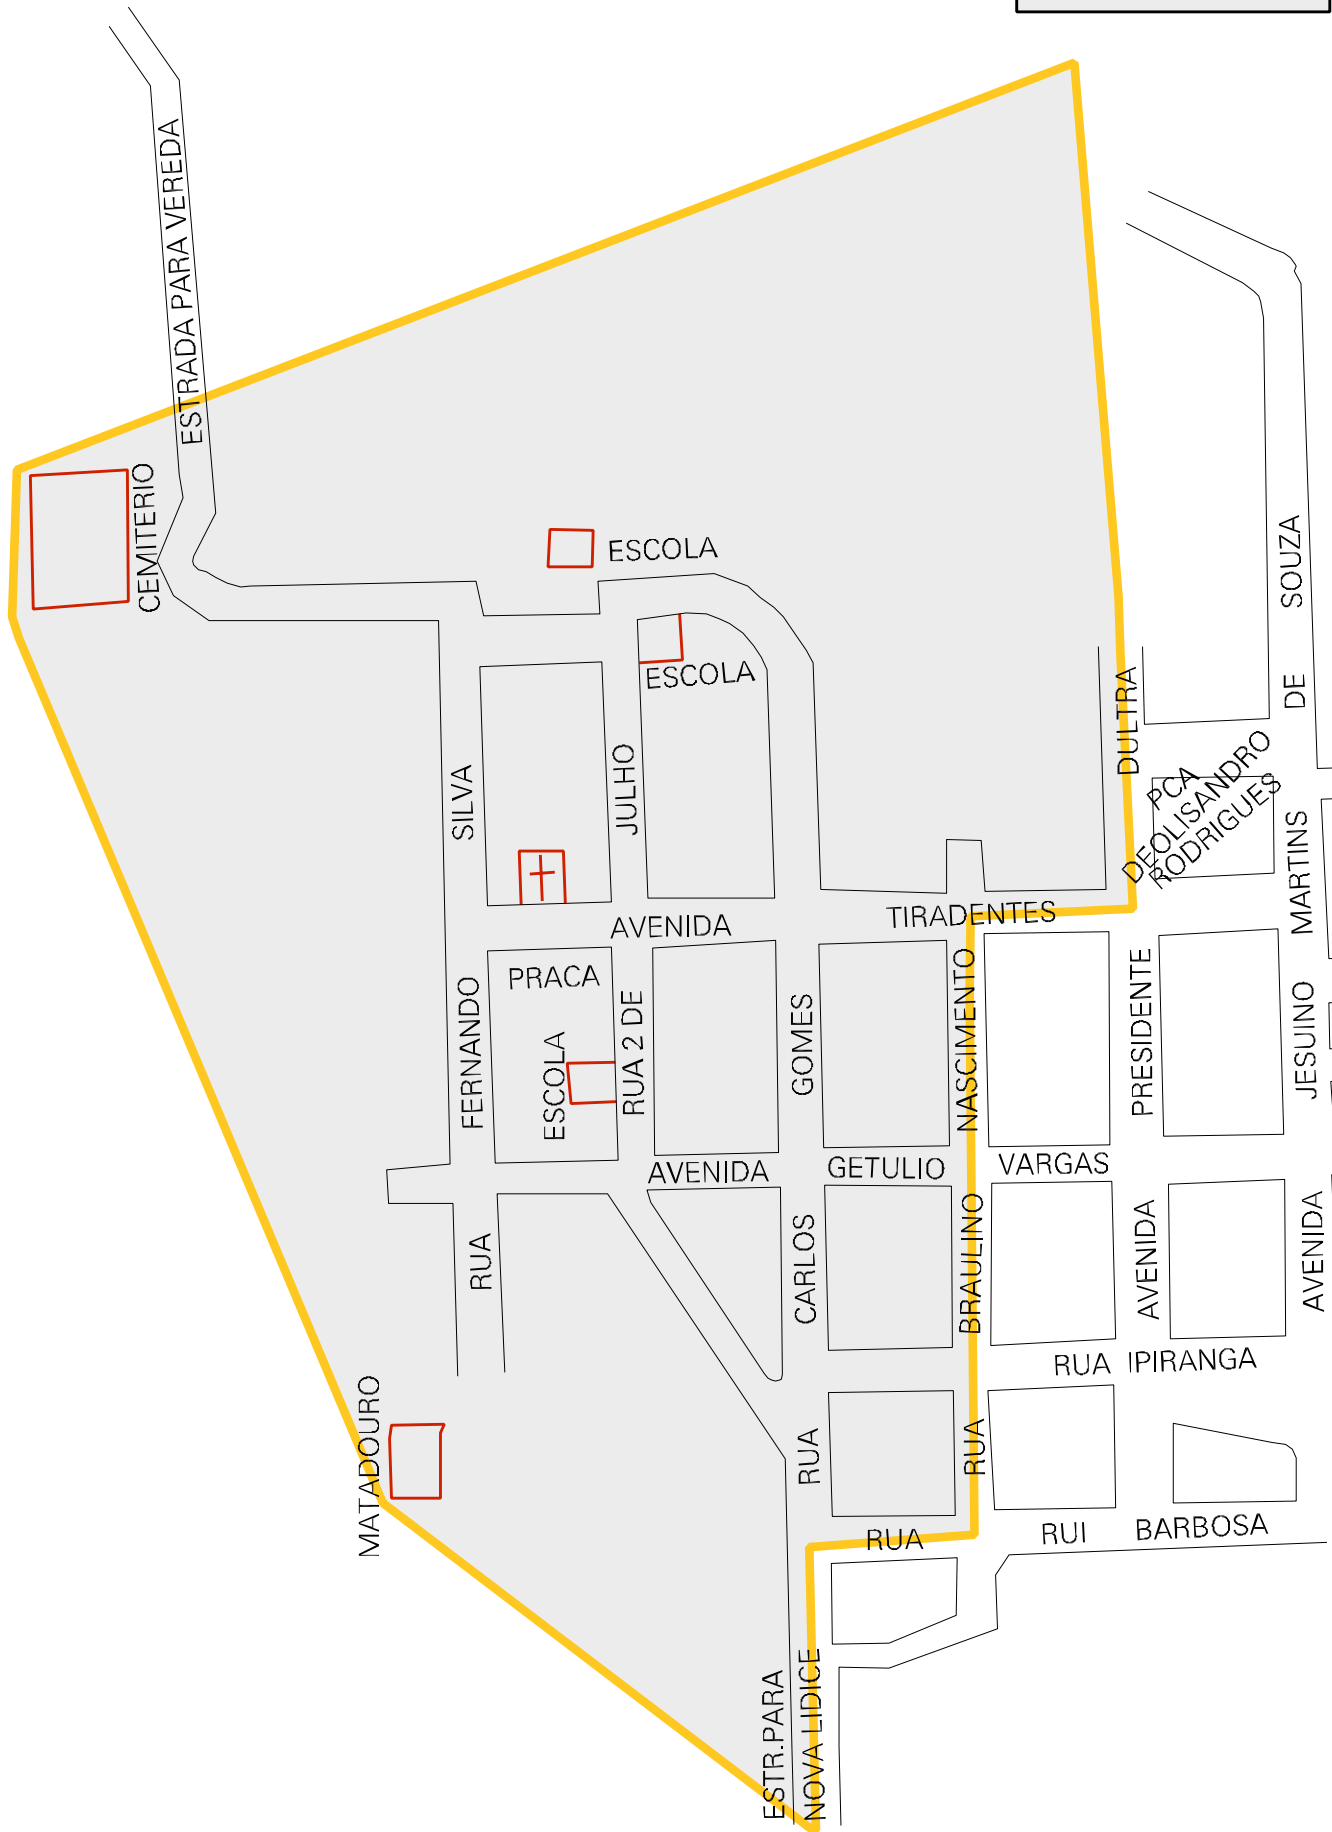 ESTRADA PARA VEREDA
CEMITERIO
ESCOLA
ESCOLA
SOUZA
DE
DULTRA
PCA
DEOLISANDRO
RODRIGUES
SILVA
JULHO
MARTINS
AVENIDA
TIRADENTES
PRACA
FERNANDO
ESCOLA
RUA 2 DE
GOMES
NASCIMENTO
PRESIDENTE
JESUINO
AVENIDA
GETULIO
VARGAS
RUA
CARLOS
BRAULINO
AVENIDA
AVENIDA
RUA IPIRANGA
MATADOURO
RUA
RUA
RUA
RUI
BARBOSA
ESTR.PARA
NOVA LIDICE